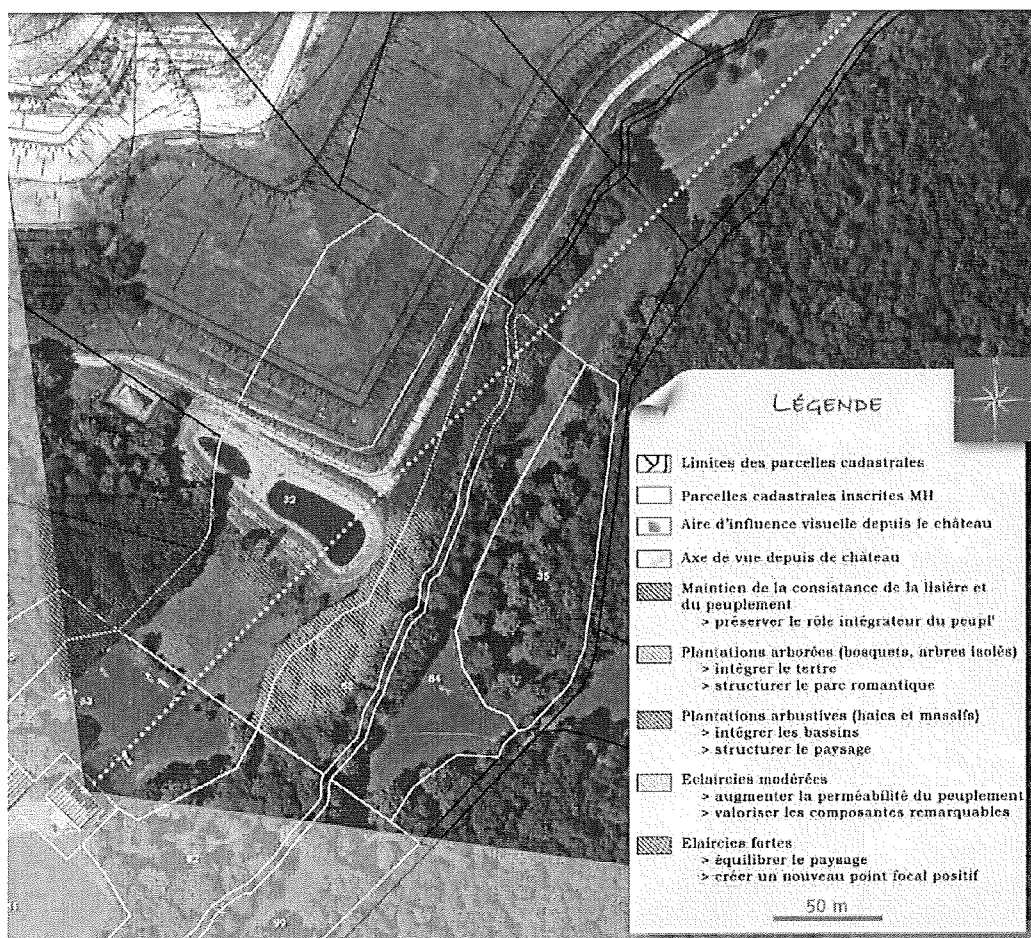 LÉGENDE
Limites des parcelles cadastrales
Parcelles cadastrales inscrites MH
Aire d'influence visuelle depuis le château
Axe de vue depuis de château
Maintien de la consistance de la lisière et
du peuplement
> préserver le rôle intégrateur du peupl'
Plantations arborées (bosquets, arbres isolés)
> intégrer le tertre
> structurer le parc romantique
Plantations arbustives (haies et massifs)
> intégrer les bassins
> structurer le paysage
Eclaircies modérées
> augmenter la perméabilité du peuplement
> valoriser les composantes remarquables
Elaircies fortes
> équilibrer le paysage
> créer un nouveau point focal positif
50 m
32
35
84
83